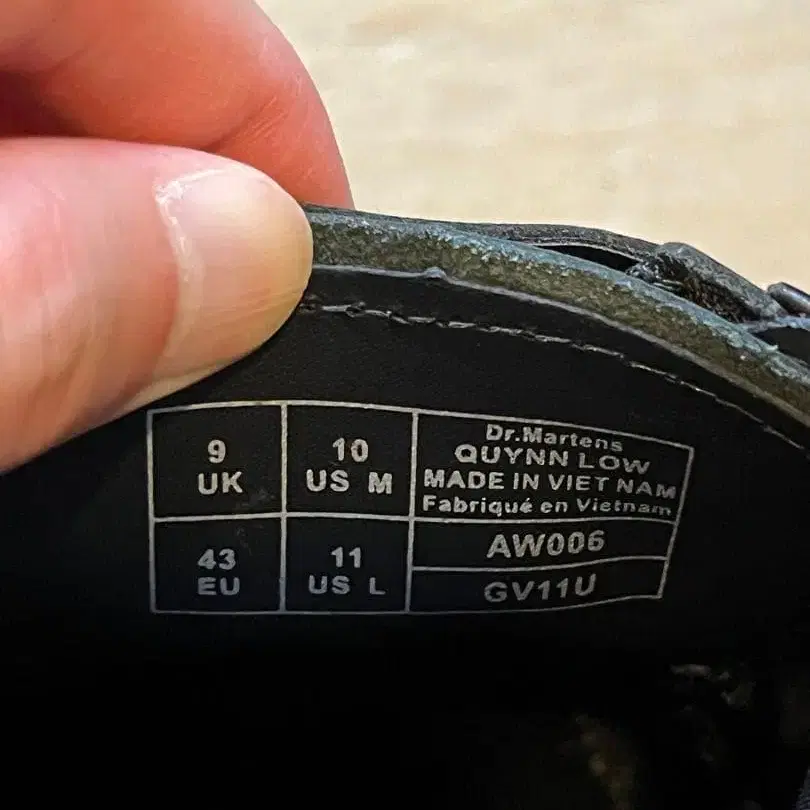 9
UK
10
US M
43
EU
11
US L
Dr.Martens
QUYNN LOW
MADE IN VIET NAM
Fabriqué en Vietnam
AW006
GV11U